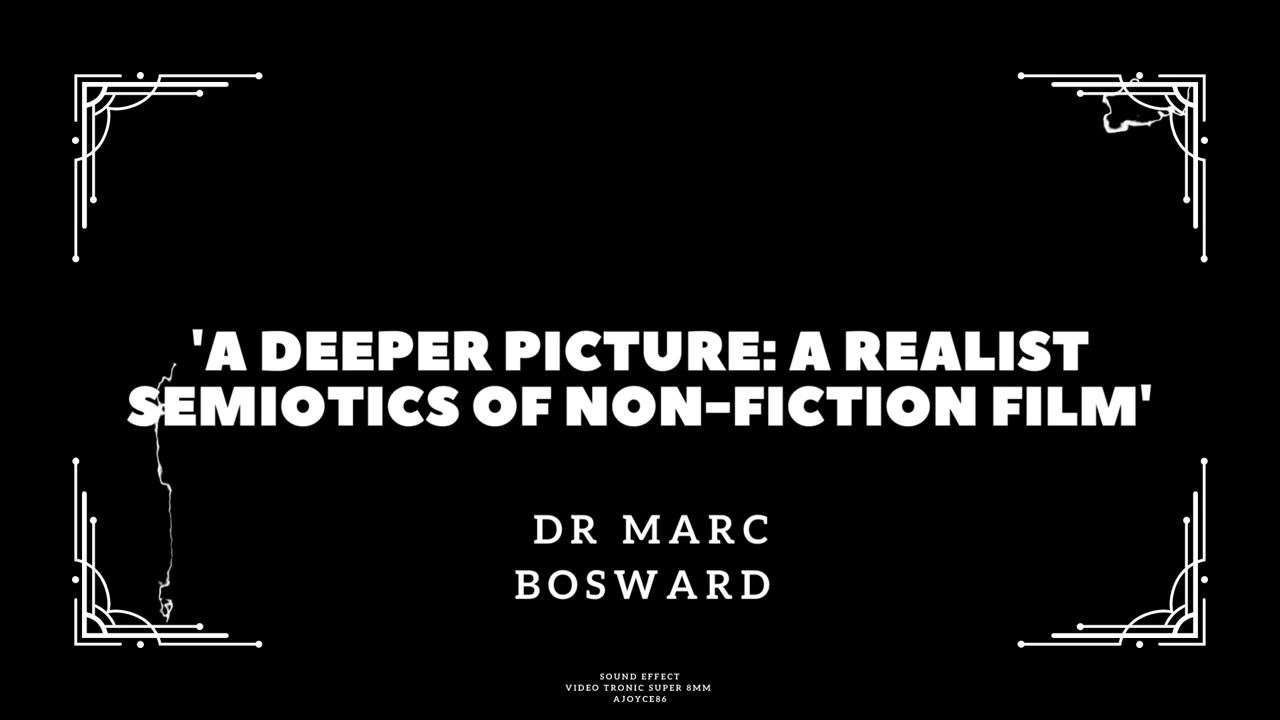 'A DEEPER PICTURE: A REALIST
SEMIOTICS OF NON-FICTION FILM'
DR MARC
BOSWARD
SOUND EFFECT
VIDEO TRONIC SUPER 8MM
AJOYCE86